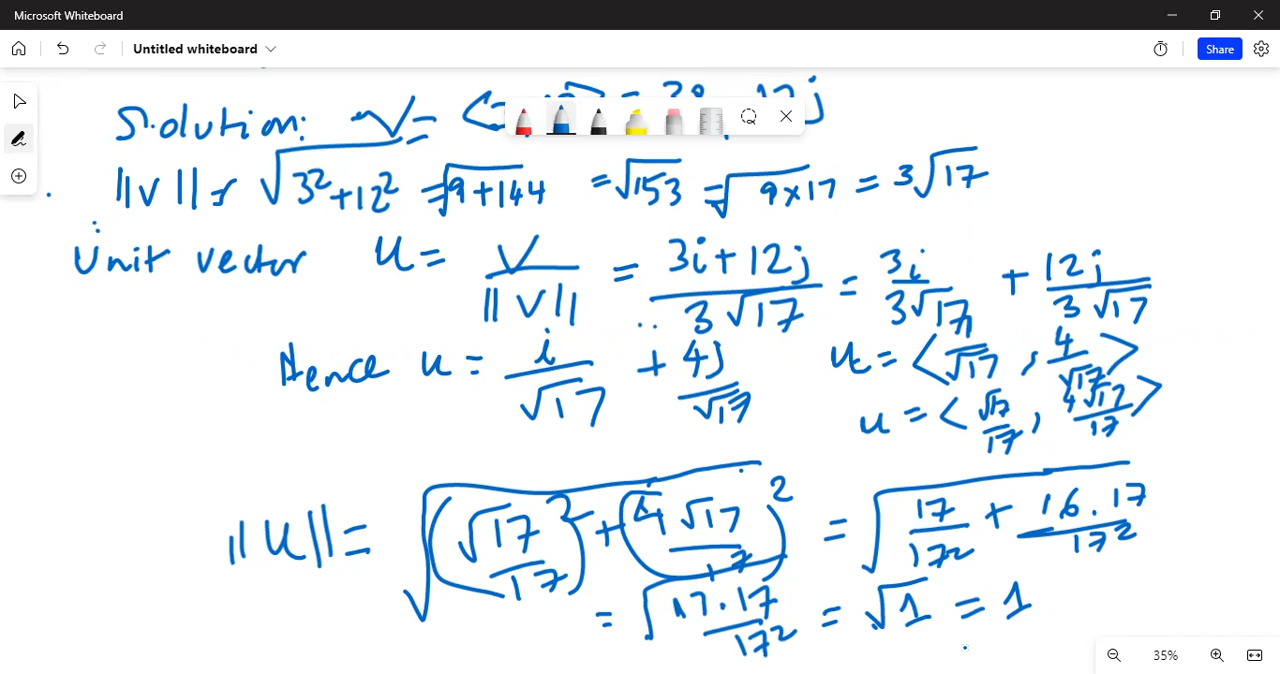 Microsoft Whiteboard
Untitled whiteboard
Share
Solution: V = < = 12j
||V|| = √3² + 12² = √9 + 144 = √153 = √9 × 17 = 3√17
Unit vector u = V/||V|| = 3i + 12j/3√17 = 3i/3√17 + 12j/3√17
Hence u = i/√17 + 4j/√17 u = <1/√17, 4/√17>
u = <√17/17, 4√17/17>
||u|| = √(√17/17)² + (4√17/17)² = √17/17² + 16.17/17²
= √17.17/17² = √1 = 1
35%